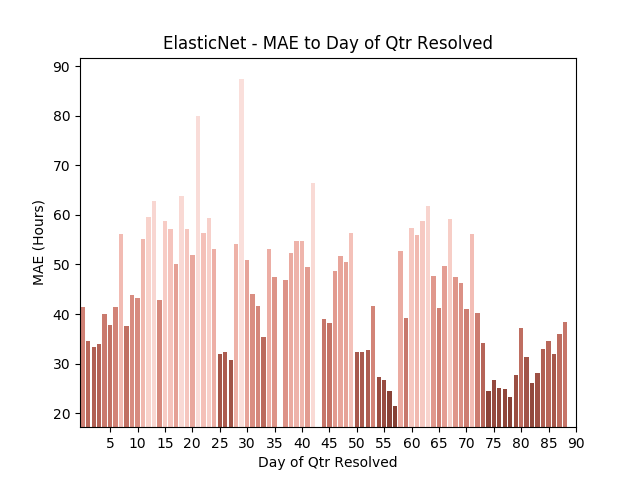 ElasticNet - MAE to Day of Qtr Resolved
90
80
70
60
50
40
30
20
MAE (Hours)
5 10 15 20 25 30 35 40 45 50 55 60 65 70 75 80 85 90
Day of Qtr Resolved